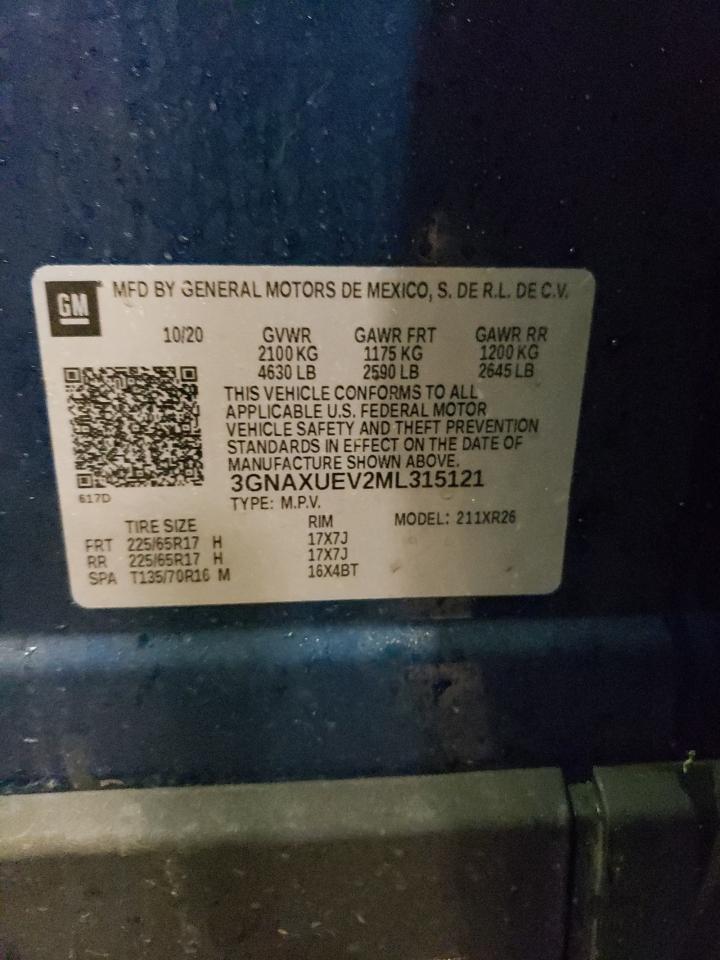 GM
MFD BY GENERAL MOTORS DE MEXICO, S. DE R.L. DE C.V.
10/20 GVWR GAWR FRT GAWR RR
2100 KG 1175 KG 1200 KG
4630 LB 2590 LB 2645 LB
THIS VEHICLE CONFORMS TO ALL
APPLICABLE U.S. FEDERAL MOTOR
VEHICLE SAFETY AND THEFT PREVENTION
STANDARDS IN EFFECT ON THE DATE OF
MANUFACTURE SHOWN ABOVE.
3GNAXUEV2ML315121
617D
TYPE: M.P.V.
TIRE SIZE RIM MODEL: 211XR26
FRT 225/65R17 H 17X7J
RR 225/65R17 H 17X7J
SPA T135/70R16 M 16X4BT